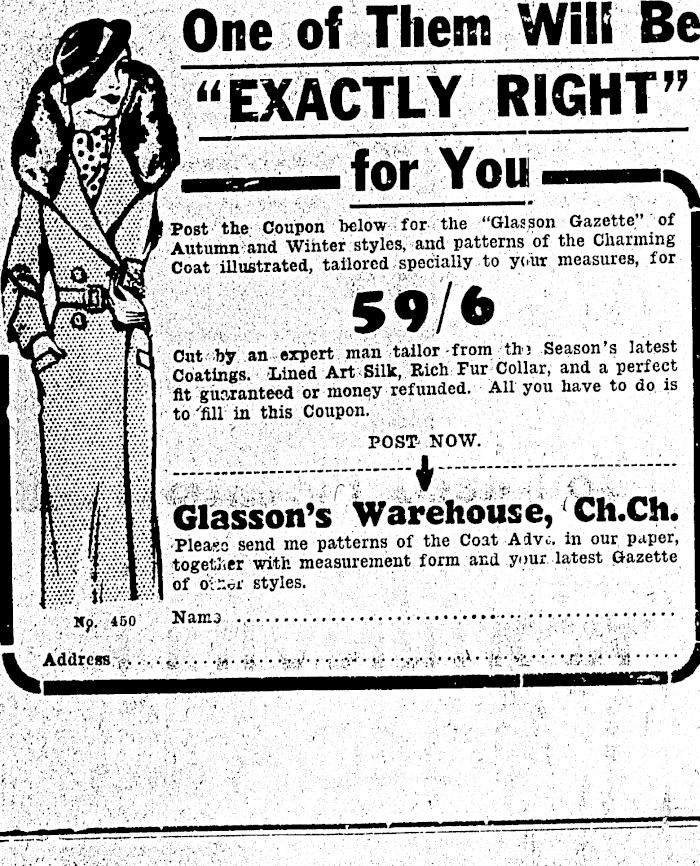 One of Them Will Be
"EXACTLY RIGHT"
for You
Post the Coupon below for the "Glasson Gazette" of
Autumn and Winter styles, and patterns of the Charming
Coat illustrated, tailored specially to your measures, for
59/6
Cut by an expert man tailor from the Season's latest
Coatings. Lined Art Silk, Rich Fur Collar, and a perfect
fit guaranteed or money refunded. All you have to do is
to fill in this Coupon.
POST NOW.
Glasson's Warehouse, Ch.Ch.
Please send me patterns of the Coat Advt. in our paper,
together with measurement form and your latest Gazette
of other styles.
No. 450
Name
Address